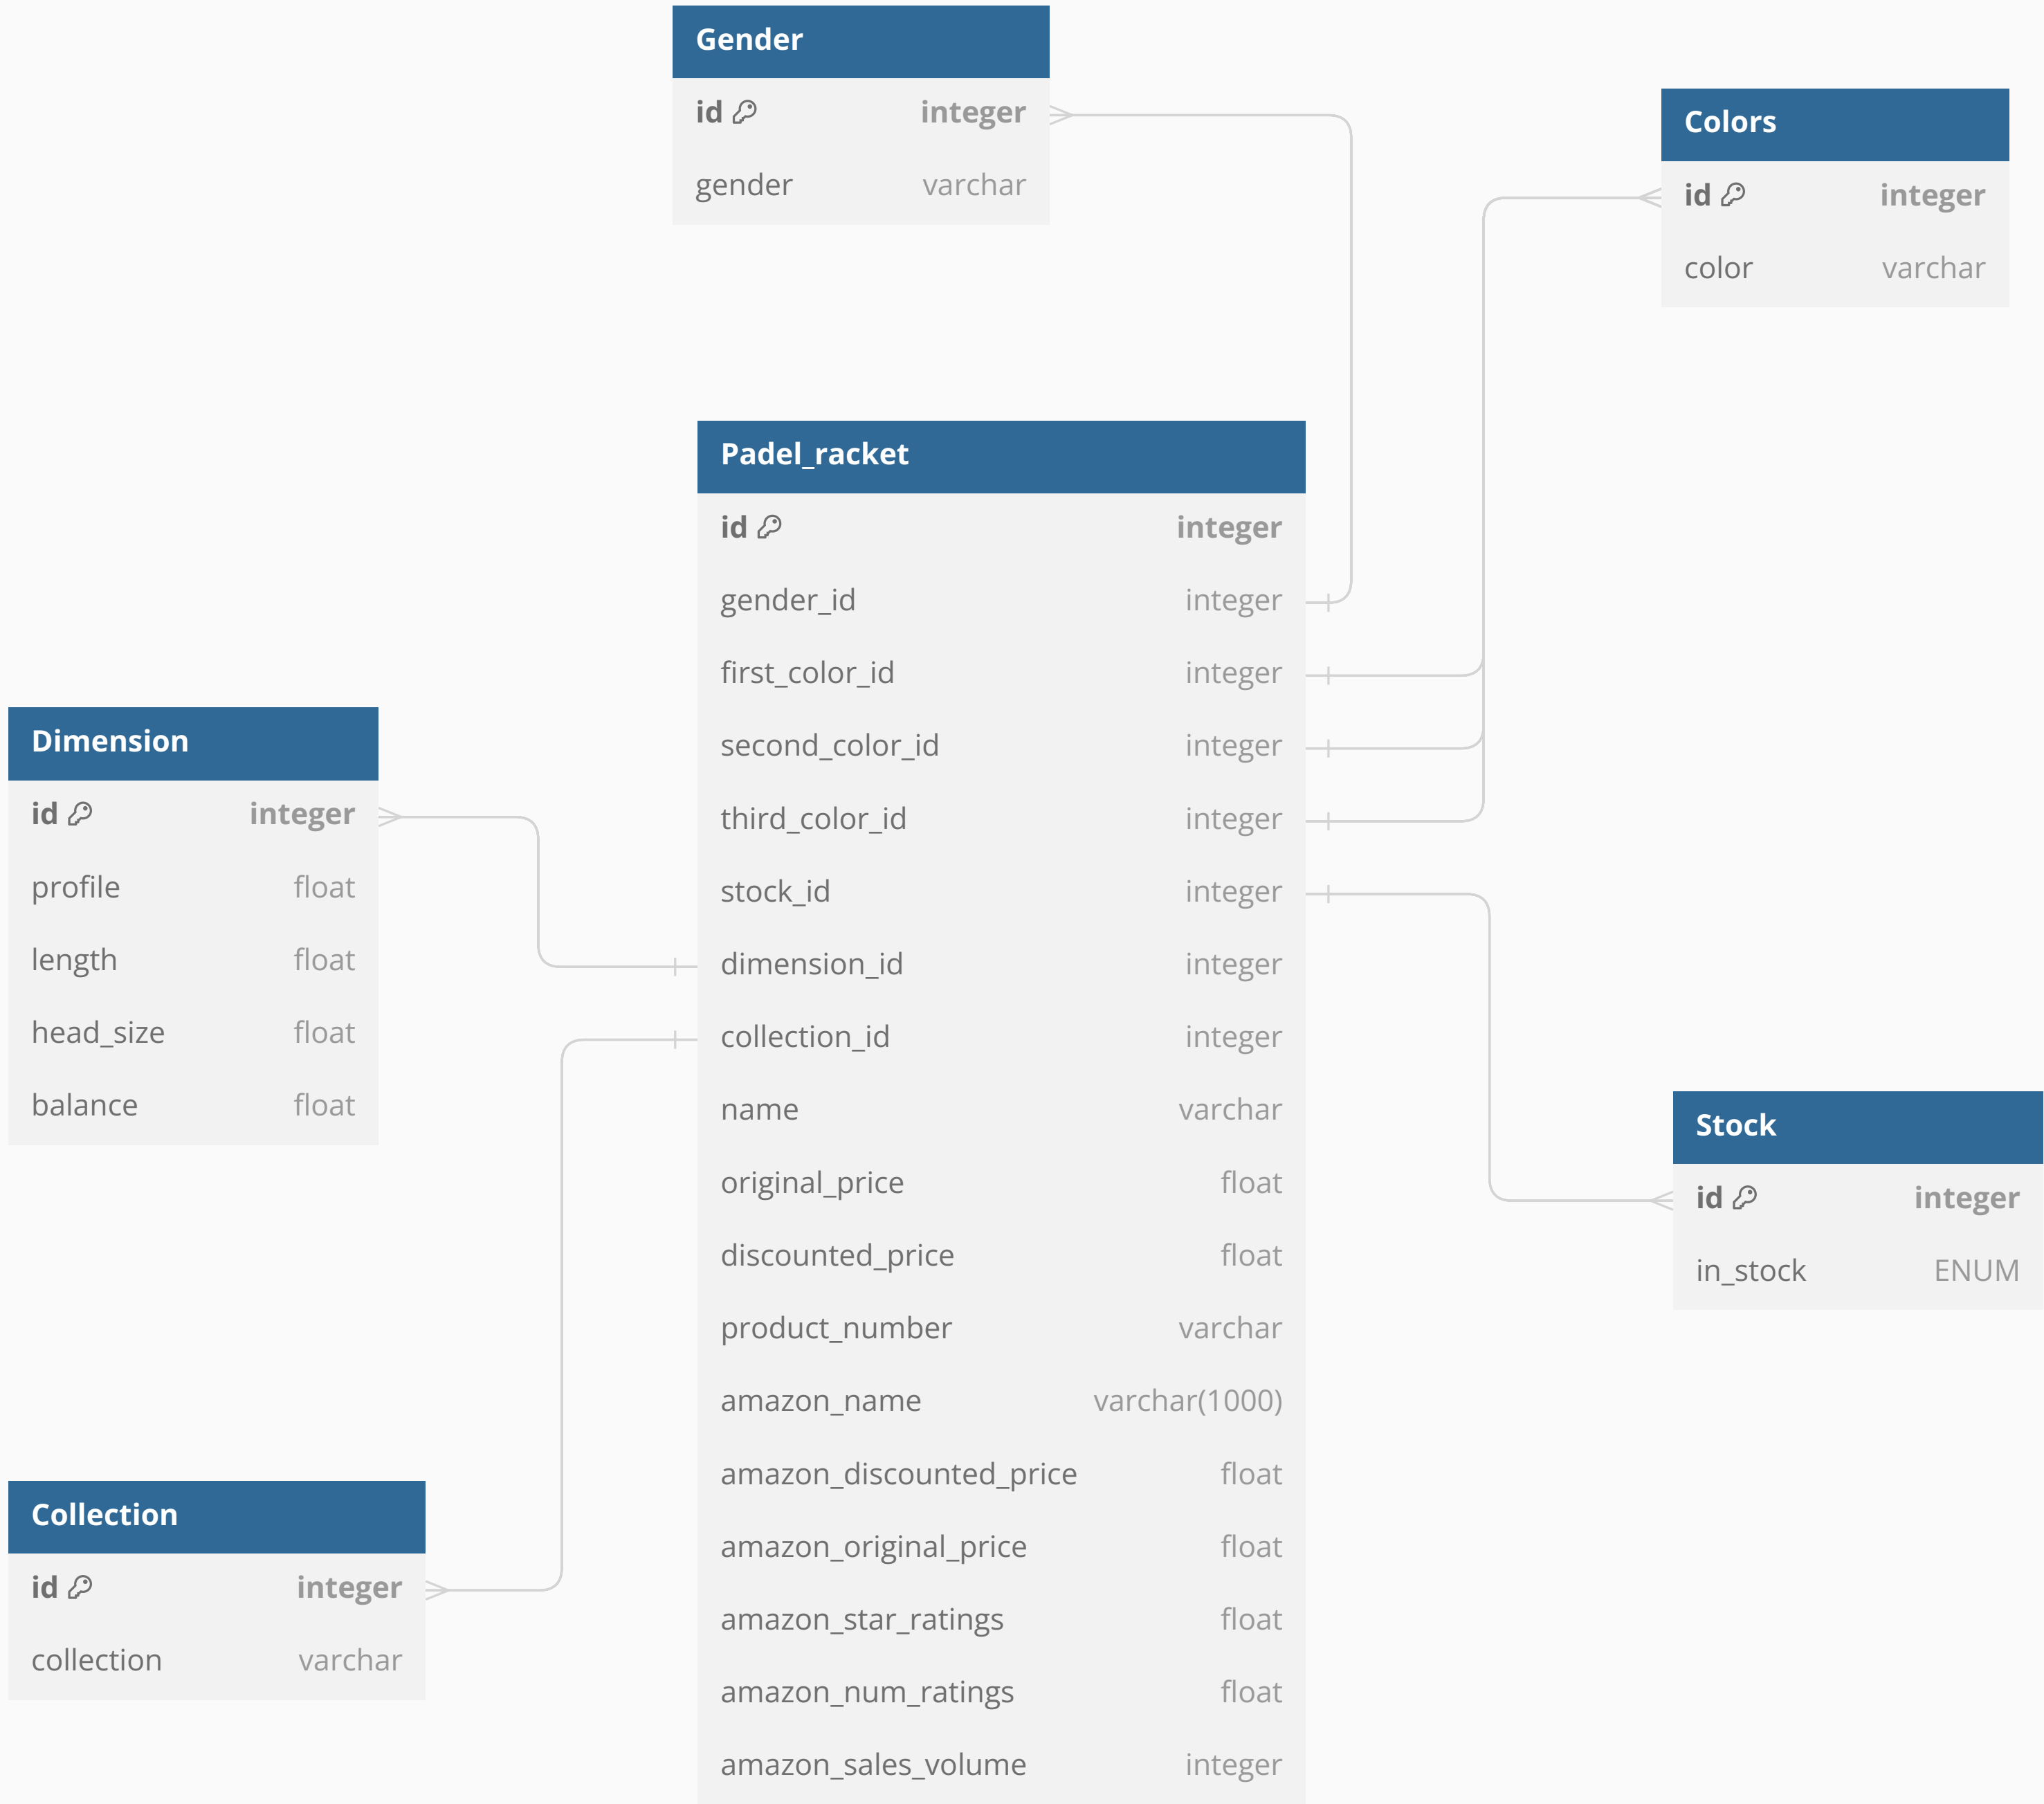 Gender
id integer
gender varchar
Colors
id integer
color varchar
Padel_racket
id integer
gender_id integer
first_color_id integer
second_color_id integer
third_color_id integer
stock_id integer
dimension_id integer
collection_id integer
name varchar
original_price float
discounted_price float
product_number varchar
amazon_name varchar(1000)
amazon_discounted_price float
amazon_original_price float
amazon_star_ratings float
amazon_num_ratings float
amazon_sales_volume integer
Dimension
id integer
profile float
length float
head_size float
balance float
Stock
id integer
in_stock ENUM
Collection
id integer
collection varchar